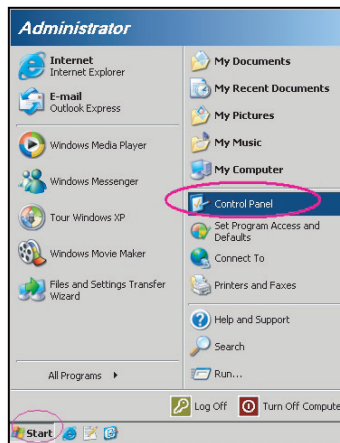 Administrator
Internet
Internet Explorer
E-mail
Outlook Express
Windows Media Player
Windows Messenger
Tour Windows XP
Windows Movie Maker
Files and Settings Transfer
Wizard
All Programs
My Documents
My Recent Documents
My Pictures
My Music
My Computer
Control Panel
Set Program Access and
Defaults
Connect To
Printers and Faxes
Help and Support
Search
Run...
Log Off
Turn Off Compute
Start